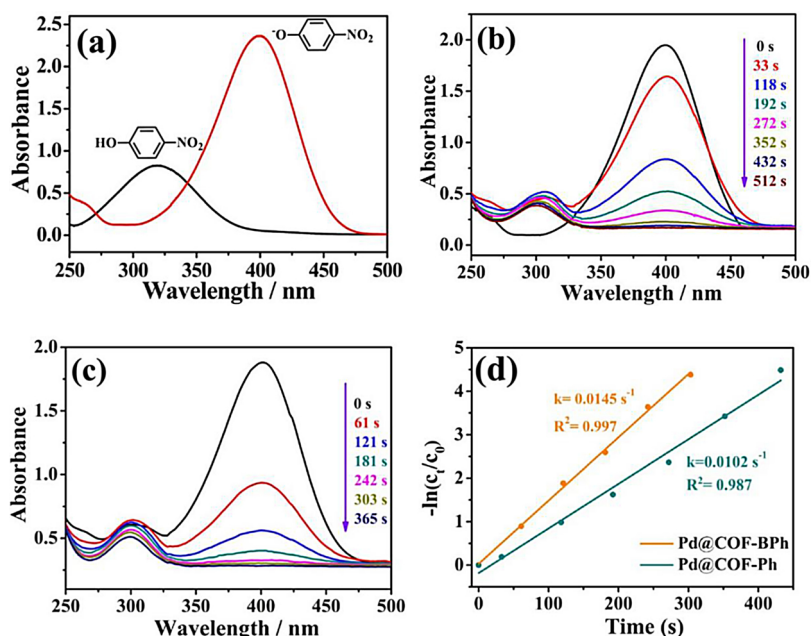 (a)
⁻O
NO₂
HO
NO₂
Absorbance
2.5
2.0
1.5
1.0
0.5
0.0
250 300 350 400 450 500
Wavelength / nm
(b)
0 s
33 s
118 s
192 s
272 s
352 s
432 s
512 s
Absorbance
2.0
1.5
1.0
0.5
0.0
250 300 350 400 450 500
Wavelength / nm
(c)
0 s
61 s
121 s
181 s
242 s
303 s
365 s
Absorbance
2.0
1.5
1.0
0.5
250 300 350 400 450 500
Wavelength / nm
(d)
k= 0.0145 s⁻¹
R²= 0.997
k=0.0102 s⁻¹
R²= 0.987
Pd@COF-BPh
Pd@COF-Ph
-ln(cₜ/c₀)
5
4
3
2
1
0
0 100 200 300 400
Time (s)